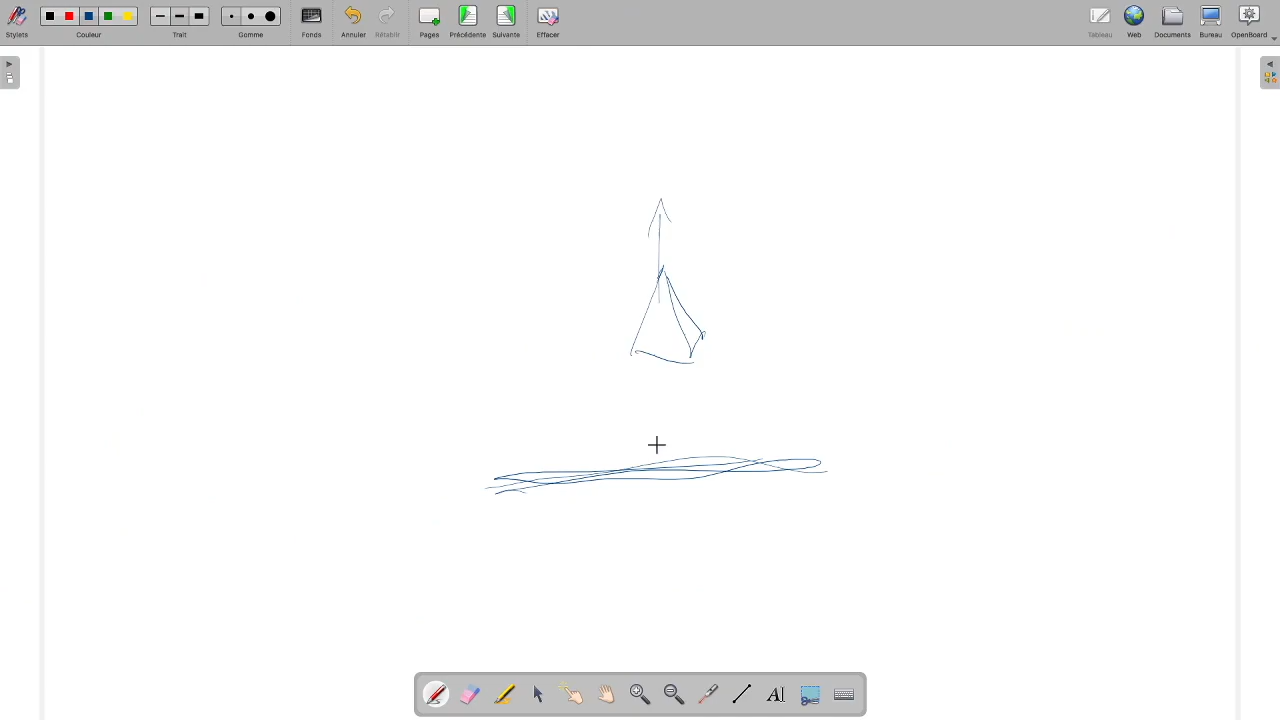 Stylets
Couleur
Trait
Gomme
Fonds
Annuler
Rétablir
Pages
Précédente
Suivante
Effacer
Tableau
Web
Documents
Bureau
OpenBoard